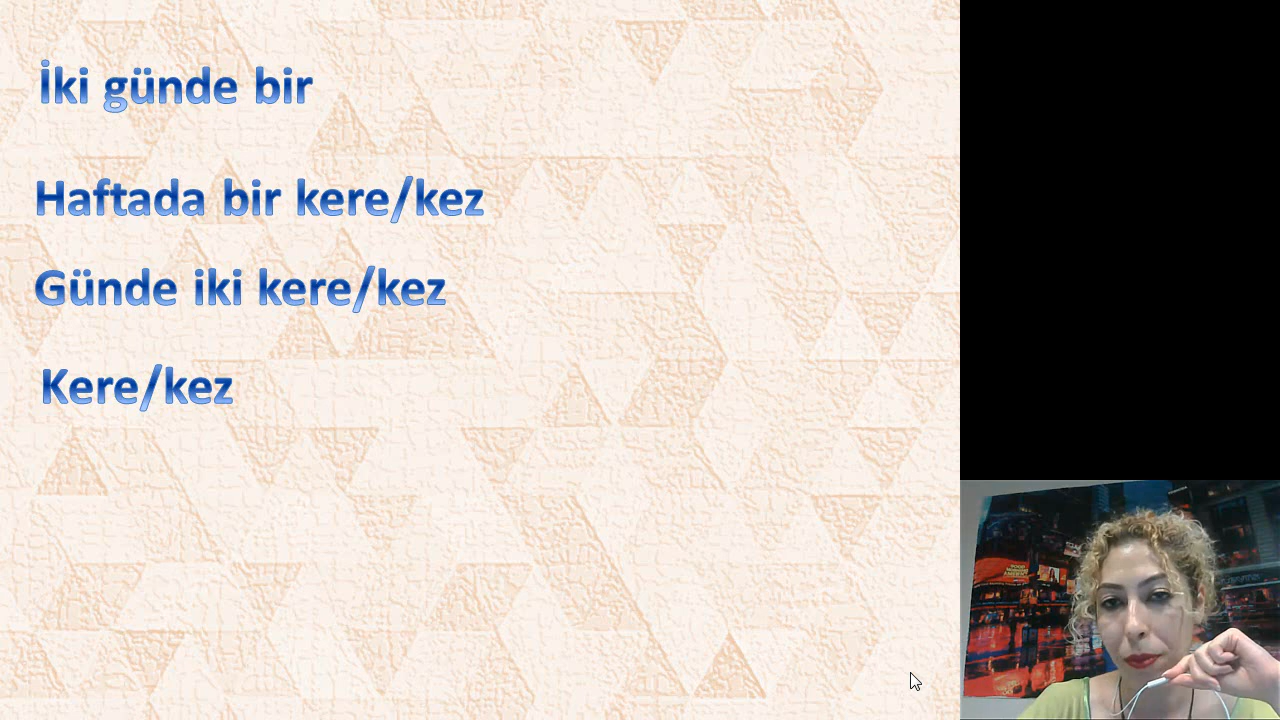 İki günde bir
Haftada bir kere/kez
Günde iki kere/kez
Kere/kez